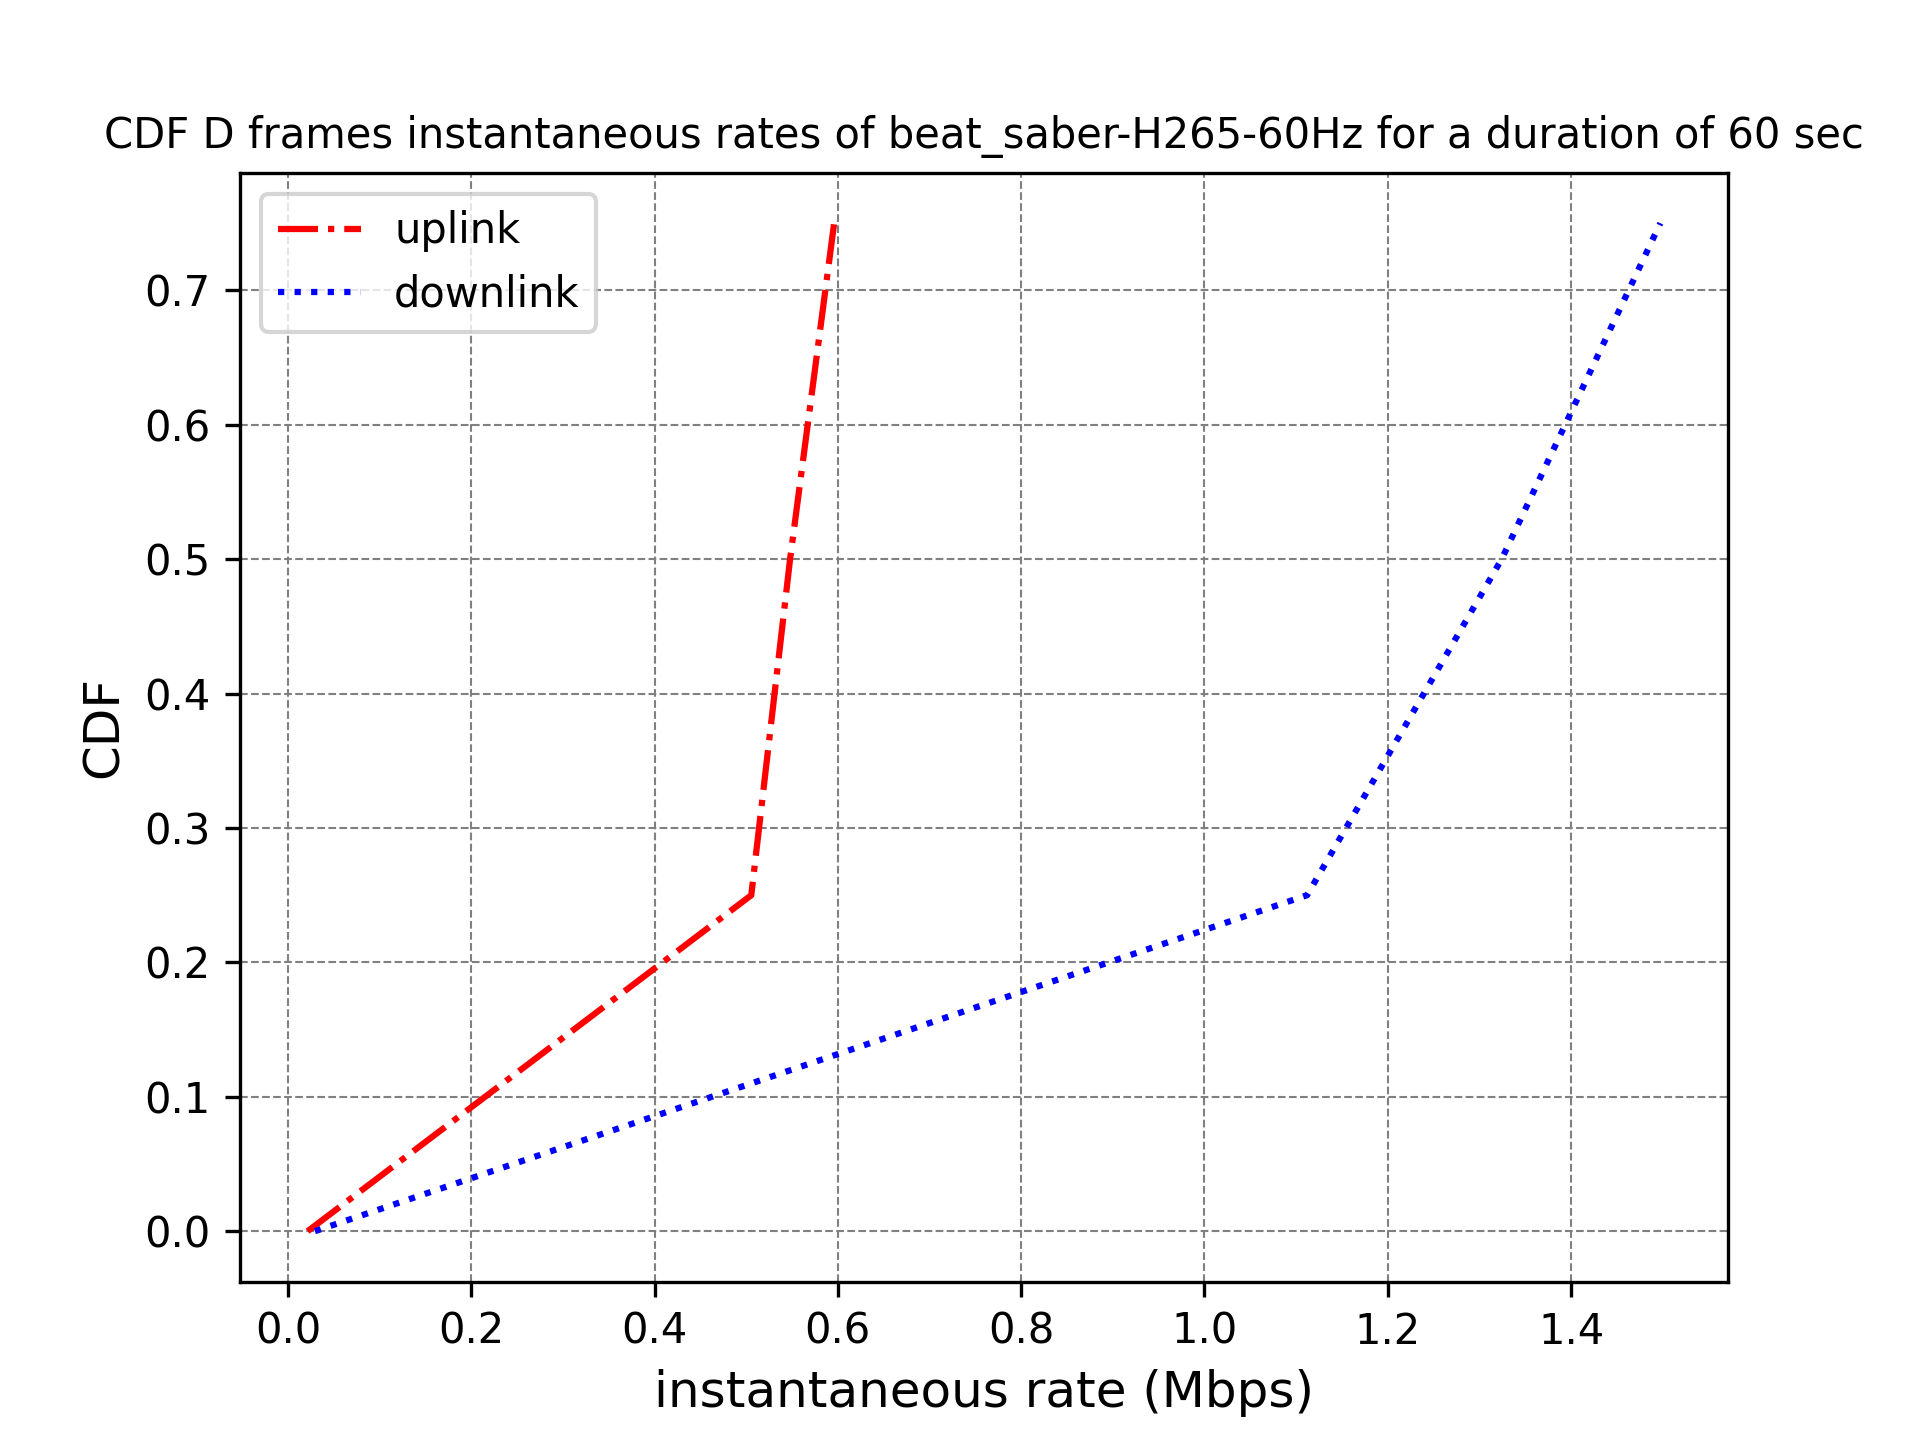 CDF D frames instantaneous rates of beat_saber-H265-60Hz for a duration of 60 sec
uplink
downlink
CDF
0.7
0.6
0.5
0.4
0.3
0.2
0.1
0.0
0.0 0.2 0.4 0.6 0.8 1.0 1.2 1.4
instantaneous rate (Mbps)